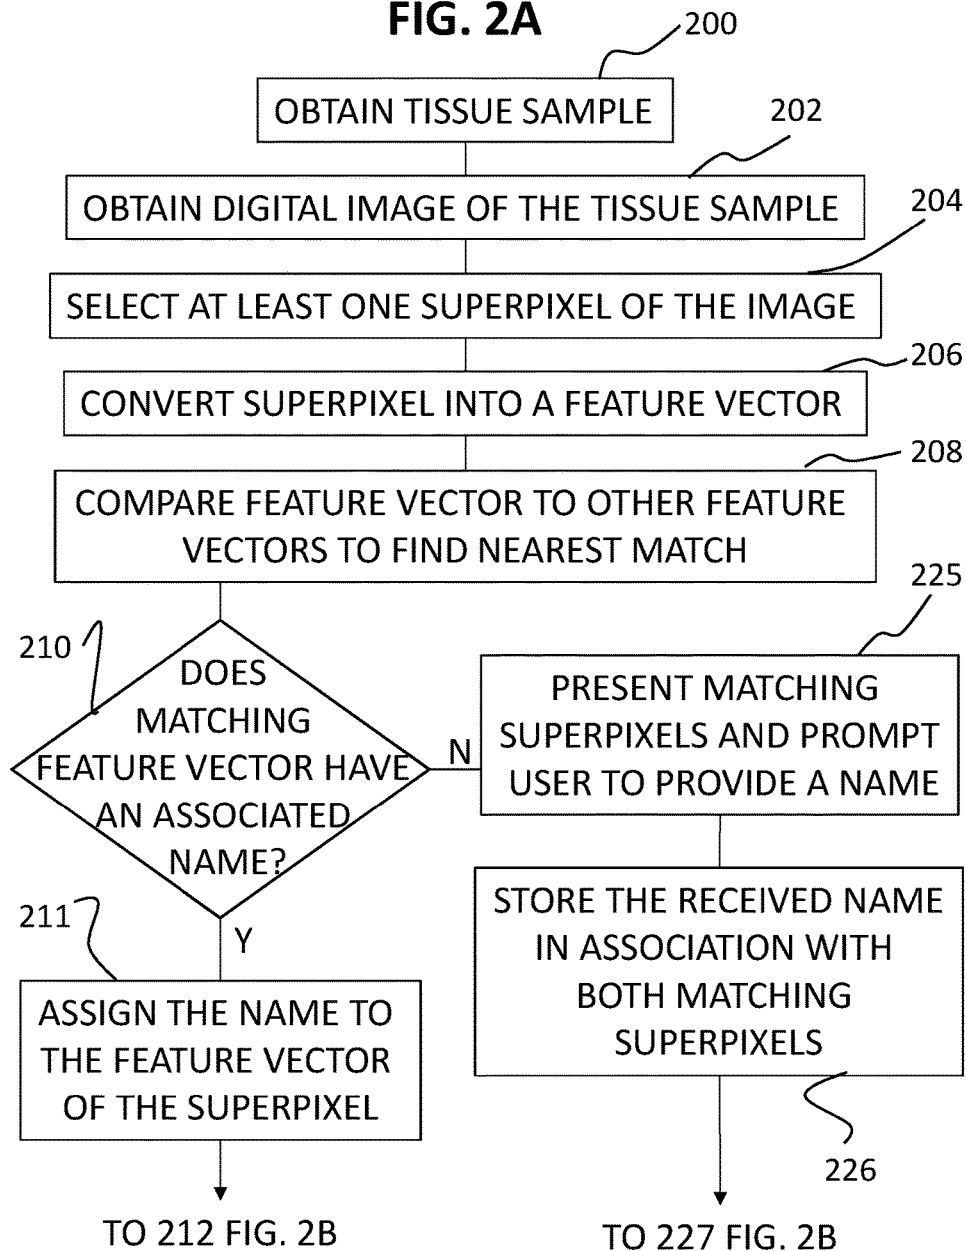 FIG. 2A
200
OBTAIN TISSUE SAMPLE
202
OBTAIN DIGITAL IMAGE OF THE TISSUE SAMPLE
204
SELECT AT LEAST ONE SUPERPIXEL OF THE IMAGE
206
CONVERT SUPERPIXEL INTO A FEATURE VECTOR
208
COMPARE FEATURE VECTOR TO OTHER FEATURE
VECTORS TO FIND NEAREST MATCH
210
DOES
MATCHING
FEATURE VECTOR HAVE
AN ASSOCIATED
NAME?
N
225
PRESENT MATCHING
SUPERPIXELS AND PROMPT
USER TO PROVIDE A NAME
211
Y
ASSIGN THE NAME TO
THE FEATURE VECTOR
OF THE SUPERPIXEL
STORE THE RECEIVED NAME
IN ASSOCIATION WITH
BOTH MATCHING
SUPERPIXELS
226
TO 212 FIG. 2B
TO 227 FIG. 2B